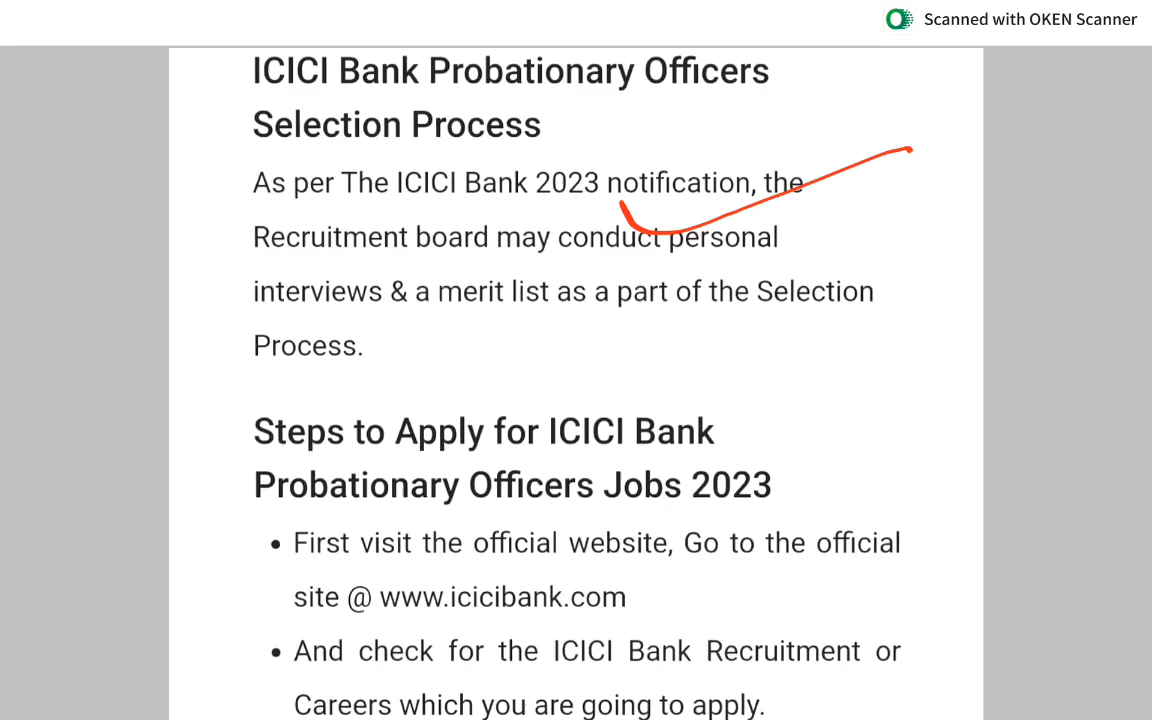 Scanned with OKEN Scanner
ICICI Bank Probationary Officers
Selection Process
As per The ICICI Bank 2023 notification, the
Recruitment board may conduct personal
interviews & a merit list as a part of the Selection
Process.
Steps to Apply for ICICI Bank
Probationary Officers Jobs 2023
• First visit the official website, Go to the official
site @ www.icicibank.com
• And check for the ICICI Bank Recruitment or
Careers which you are going to apply.